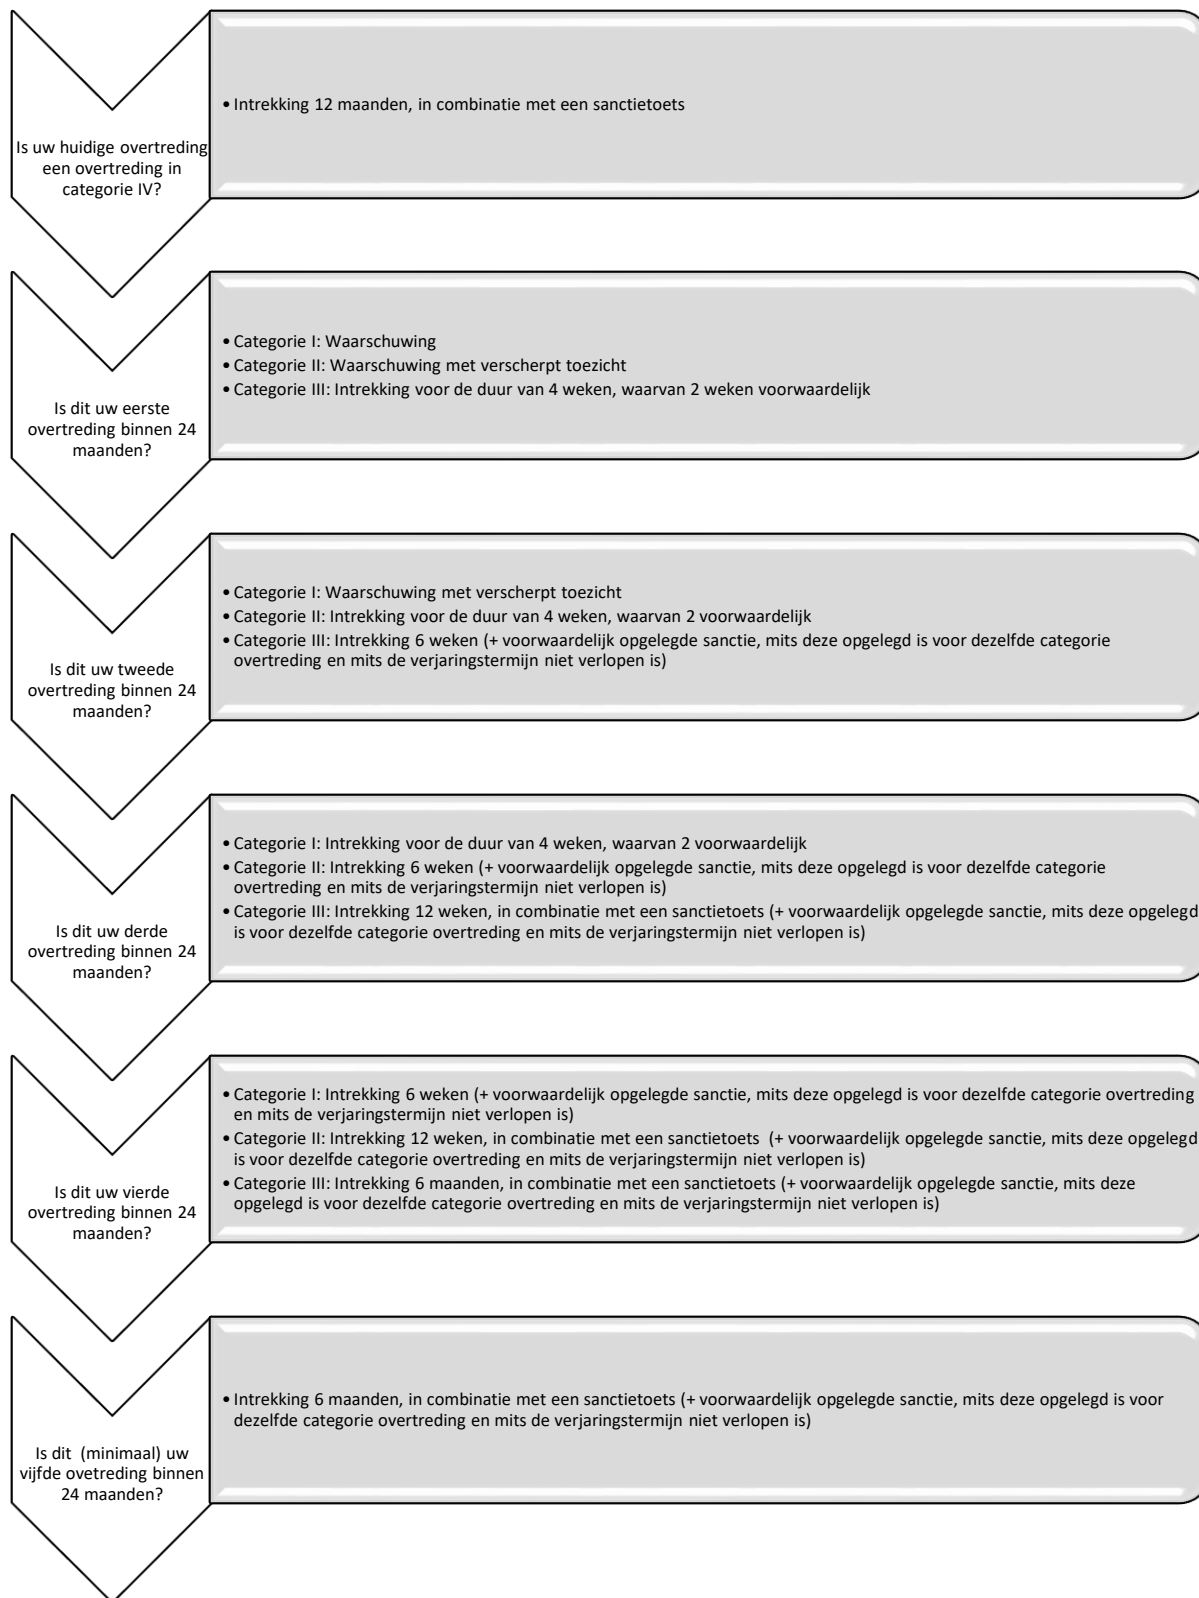 • Intrekking 12 maanden, in combinatie met een sanctietoets
Is uw huidige overtreding
een overtreding in
categorie IV?
• Categorie I: Waarschuwing
• Categorie II: Waarschuwing met verscherpt toezicht
• Categorie III: Intrekking voor de duur van 4 weken, waarvan 2 weken voorwaardelijk
Is dit uw eerste
overtreding binnen 24
maanden?
• Categorie I: Waarschuwing met verscherpt toezicht
• Categorie II: Intrekking voor de duur van 4 weken, waarvan 2 voorwaardelijk
• Categorie III: Intrekking 6 weken (+ voorwaardelijk opgelegde sanctie, mits deze opgelegd is voor dezelfde categorie
overtreding en mits de verjaringstermijn niet verlopen is)
Is dit uw tweede
overtreding binnen 24
maanden?
• Categorie I: Intrekking voor de duur van 4 weken, waarvan 2 voorwaardelijk
• Categorie II: Intrekking 6 weken (+ voorwaardelijk opgelegde sanctie, mits deze opgelegd is voor dezelfde categorie
overtreding en mits de verjaringstermijn niet verlopen is)
• Categorie III: Intrekking 12 weken, in combinatie met een sanctietoets (+ voorwaardelijk opgelegde sanctie, mits deze opgelegd
is voor dezelfde categorie overtreding en mits de verjaringstermijn niet verlopen is)
Is dit uw derde
overtreding binnen 24
maanden?
• Categorie I: Intrekking 6 weken (+ voorwaardelijk opgelegde sanctie, mits deze opgelegd is voor dezelfde categorie overtreding
en mits de verjaringstermijn niet verlopen is)
• Categorie II: Intrekking 12 weken, in combinatie met een sanctietoets (+ voorwaardelijk opgelegde sanctie, mits deze opgelegd
is voor dezelfde categorie overtreding en mits de verjaringstermijn niet verlopen is)
• Categorie III: Intrekking 6 maanden, in combinatie met een sanctietoets (+ voorwaardelijk opgelegde sanctie, mits deze
opgelegd is voor dezelfde categorie overtreding en mits de verjaringstermijn niet verlopen is)
Is dit uw vierde
overtreding binnen 24
maanden?
• Intrekking 6 maanden, in combinatie met een sanctietoets (+ voorwaardelijk opgelegde sanctie, mits deze opgelegd is voor
dezelfde categorie overtreding en mits de verjaringstermijn niet verlopen is)
Is dit (minimaal) uw
vijfde ovetreding binnen
24 maanden?